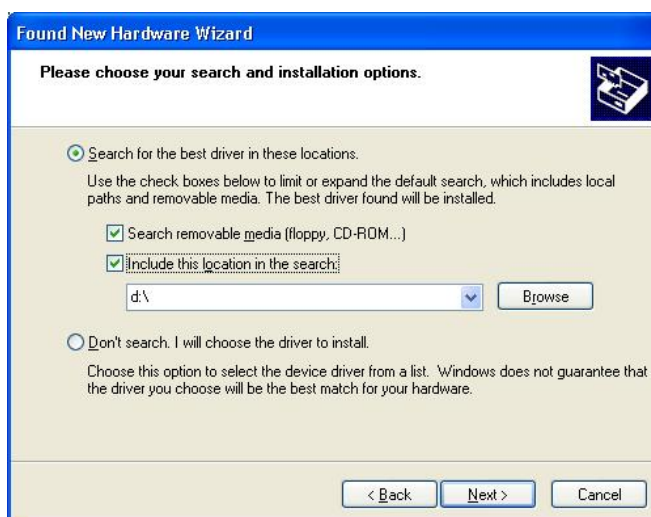 Found New Hardware Wizard
Please choose your search and installation options.
Search for the best driver in these locations.
Use the check boxes below to limit or expand the default search, which includes local
paths and removable media. The best driver found will be installed.
Search removable media (floppy, CD-ROM...)
Include this location in the search:
d:\
Browse
Don't search. I will choose the driver to install.
Choose this option to select the device driver from a list.  Windows does not guarantee that
the driver you choose will be the best match for your hardware.
< Back
Next >
Cancel